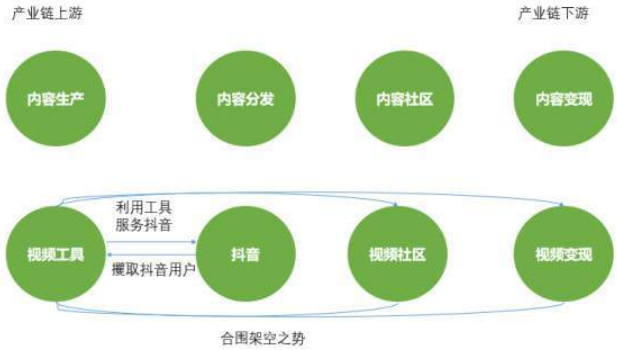 产业链上游
产业链下游
内容生产
内容分发
内容社区
内容变现
利用工具
服务抖音
视频工具
抖音
视频社区
视频变现
攫取抖音用户
合围架空之势